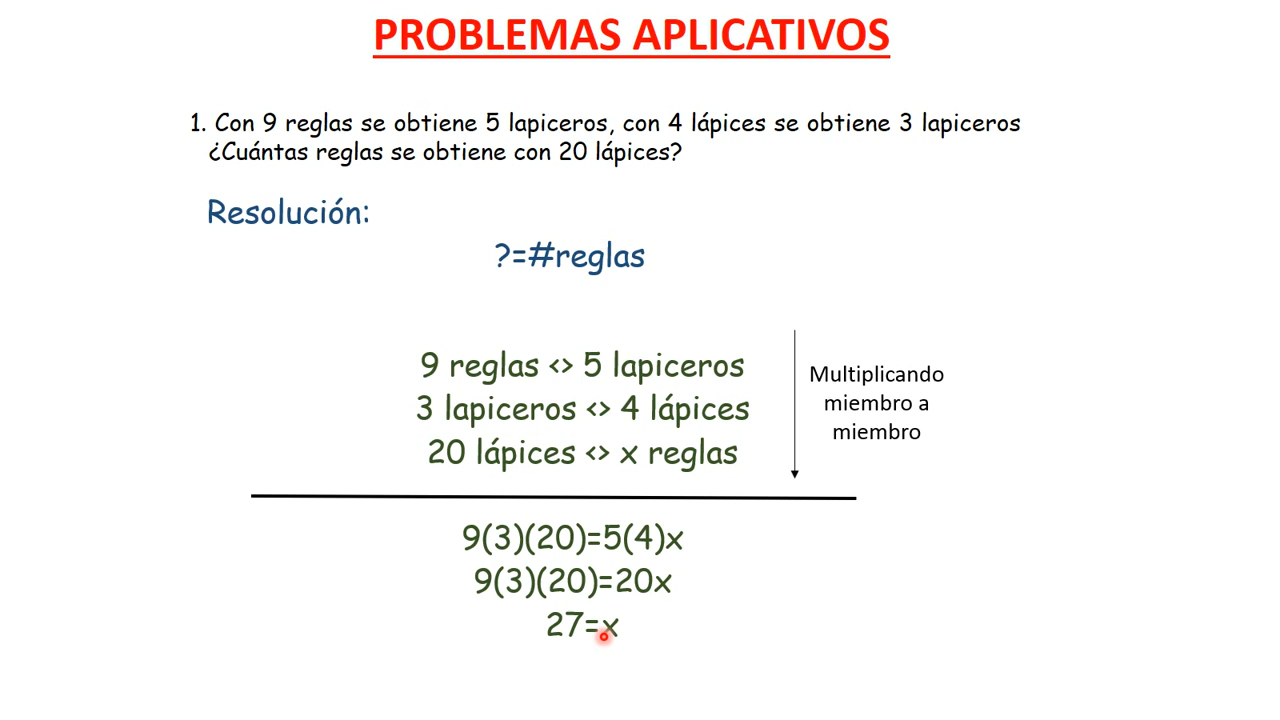 PROBLEMAS APLICATIVOS
1. Con 9 reglas se obtiene 5 lapiceros, con 4 lápices se obtiene 3 lapiceros
¿Cuántas reglas se obtiene con 20 lápices?
Resolución:
?=#reglas
9 reglas <> 5 lapiceros
3 lapiceros <> 4 lápices
20 lápices <> x reglas
Multiplicando
miembro a
miembro
9(3)(20)=5(4)x
9(3)(20)=20x
27=x